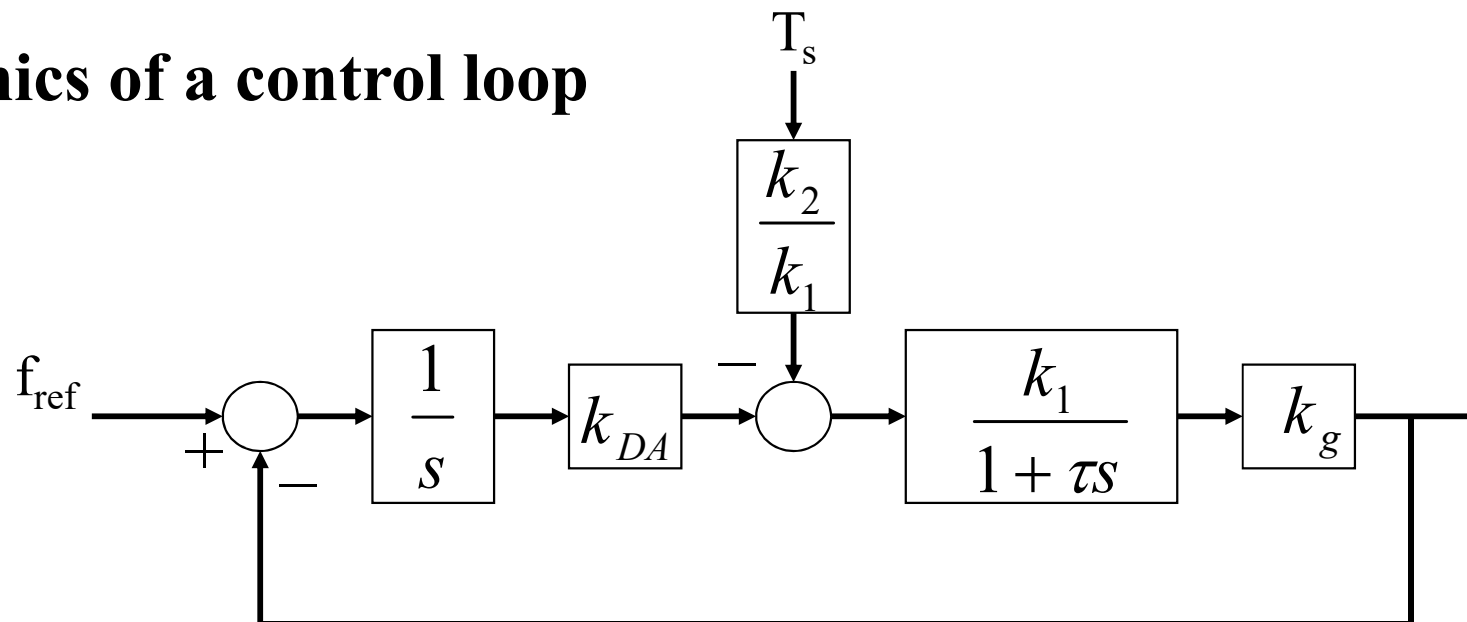 nics of a control loop
T_s
k_2
k_1
f_ref
+
−
1
s
k_DA
−
k_1
1 + τs
k_g